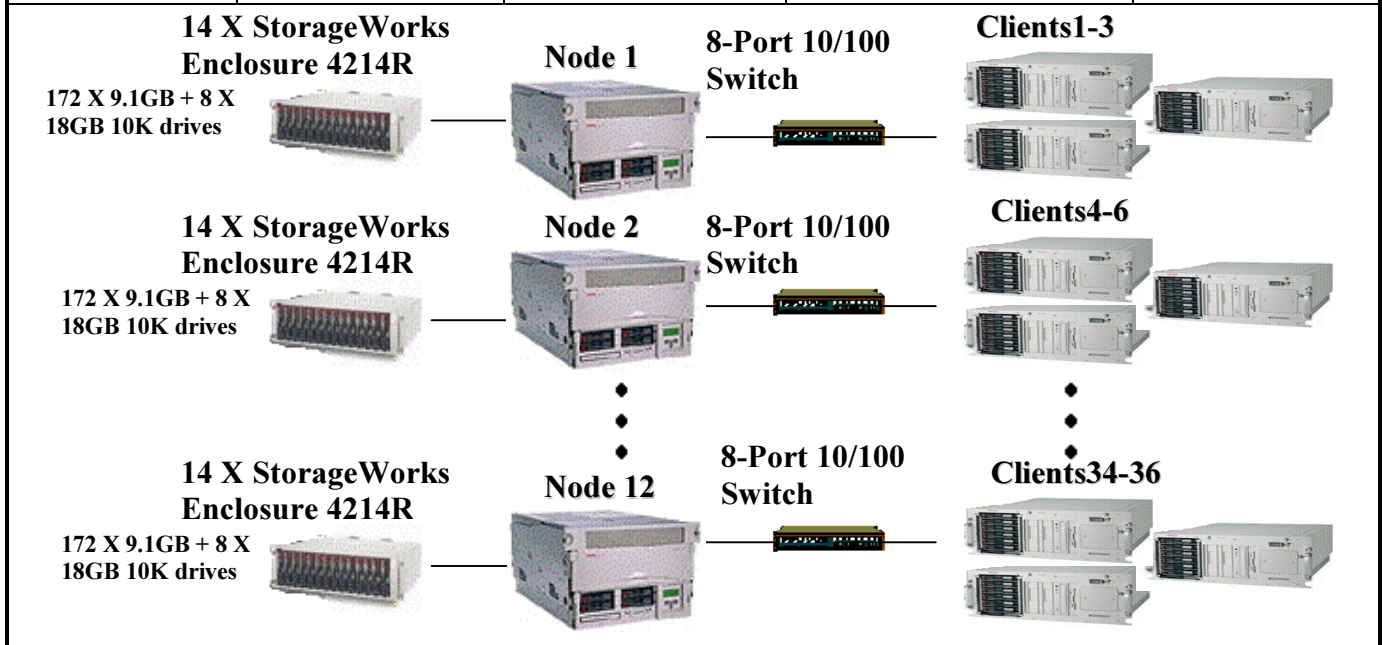 14 X StorageWorks
Enclosure 4214R
172 X 9.1GB + 8 X
18GB 10K drives
Node 1
8-Port 10/100
Switch
Clients1-3
14 X StorageWorks
Enclosure 4214R
172 X 9.1GB + 8 X
18GB 10K drives
Node 2
8-Port 10/100
Switch
Clients4-6
14 X StorageWorks
Enclosure 4214R
172 X 9.1GB + 8 X
18GB 10K drives
Node 12
8-Port 10/100
Switch
Clients34-36